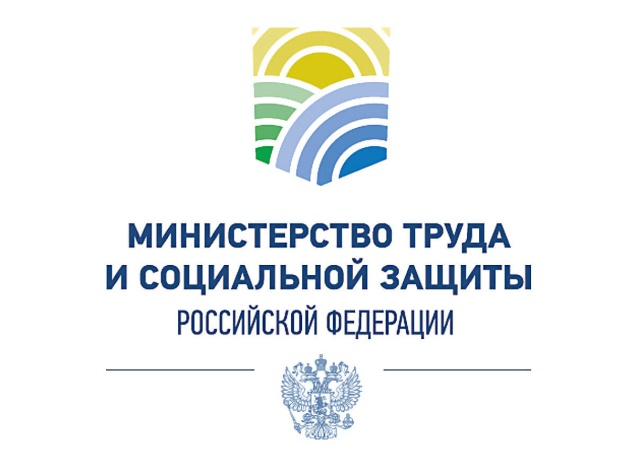 МИНИСТЕРСТВО ТРУДА
И СОЦИАЛЬНОЙ ЗАЩИТЫ
РОССИЙСКОЙ ФЕДЕРАЦИИ